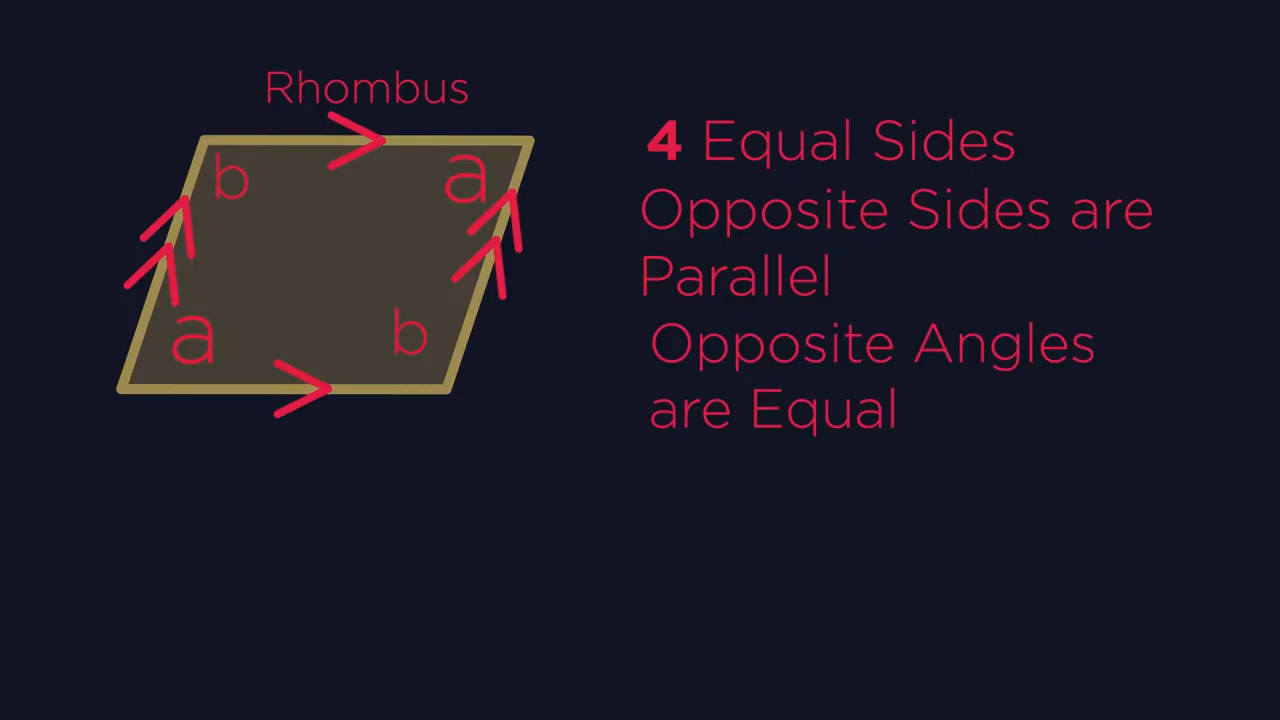 Rhombus
b
a
a
b
4 Equal Sides
Opposite Sides are
Parallel
Opposite Angles
are Equal